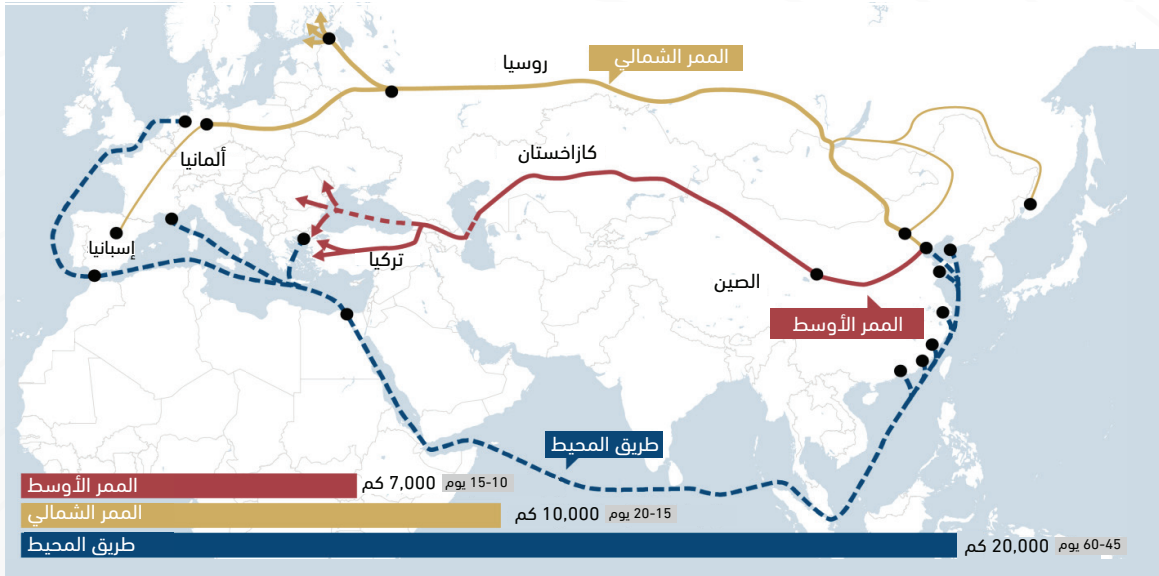 الممر الشمالي
روسيا
ألمانيا
كازاخستان
إسبانيا
تركيا
الصين
الممر الأوسط
طريق المحيط
الممر الأوسط 7,000 كم 10-15 يوم
الممر الشمالي 10,000 كم 15-20 يوم
طريق المحيط 20,000 كم 45-60 يوم